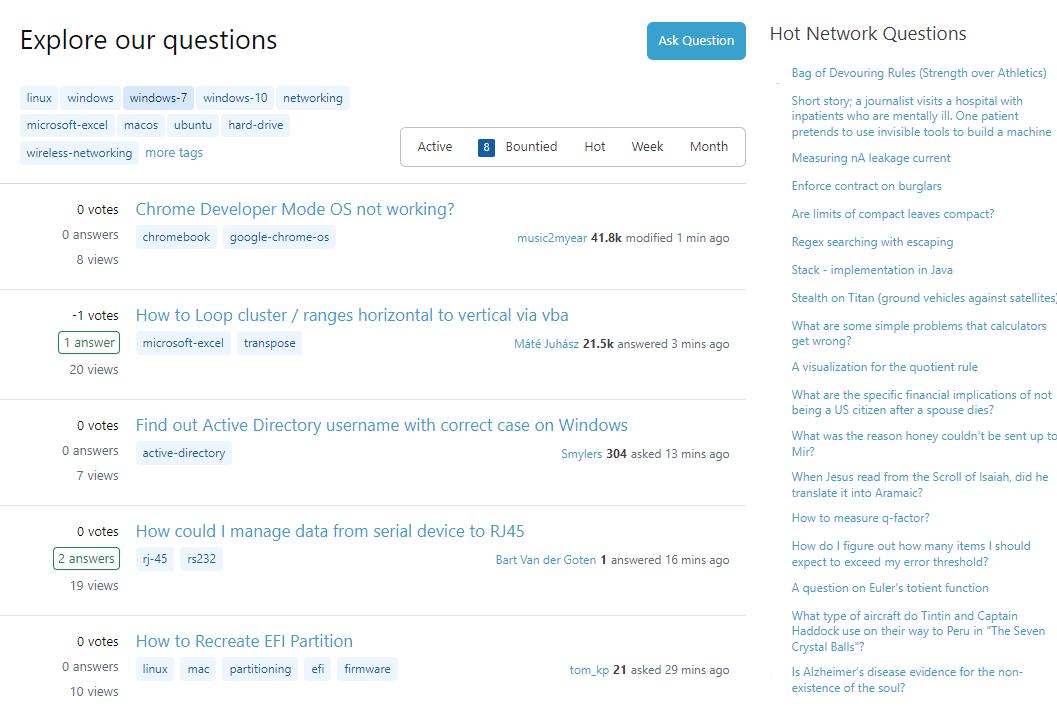 Explore our questions
Ask Question
linux windows windows-7 windows-10 networking
microsoft-excel macos ubuntu hard-drive
wireless-networking more tags
Active 8 Bountied Hot Week Month
0 votes
0 answers
8 views
Chrome Developer Mode OS not working?
chromebook google-chrome-os
music2myear 41.8k modified 1 min ago
-1 votes
1 answer
20 views
How to Loop cluster / ranges horizontal to vertical via vba
microsoft-excel transpose
Máté Juhász 21.5k answered 3 mins ago
0 votes
0 answers
7 views
Find out Active Directory username with correct case on Windows
active-directory
Smylers 304 asked 13 mins ago
0 votes
2 answers
19 views
How could I manage data from serial device to RJ45
rj-45 rs232
Bart Van der Goten 1 answered 16 mins ago
0 votes
0 answers
10 views
How to Recreate EFI Partition
linux mac partitioning efi firmware
tom_kp 21 asked 29 mins ago
Hot Network Questions
Bag of Devouring Rules (Strength over Athletics)
Short story; a journalist visits a hospital with
inpatients who are mentally ill. One patient
pretends to use invisible tools to build a machine
Measuring nA leakage current
Enforce contract on burglars
Are limits of compact leaves compact?
Regex searching with escaping
Stack - implementation in Java
Stealth on Titan (ground vehicles against satellites)
What are some simple problems that calculators
get wrong?
A visualization for the quotient rule
What are the specific financial implications of not
being a US citizen after a spouse dies?
What was the reason honey couldn't be sent up to
Mir?
When Jesus read from the Scroll of Isaiah, did he
translate it into Aramaic?
How to measure q-factor?
How do I figure out how many items I should
expect to exceed my error threshold?
A question on Euler's totient function
What type of aircraft do Tintin and Captain
Haddock use on their way to Peru in "The Seven
Crystal Balls"?
Is Alzheimer's disease evidence for the non-
existence of the soul?